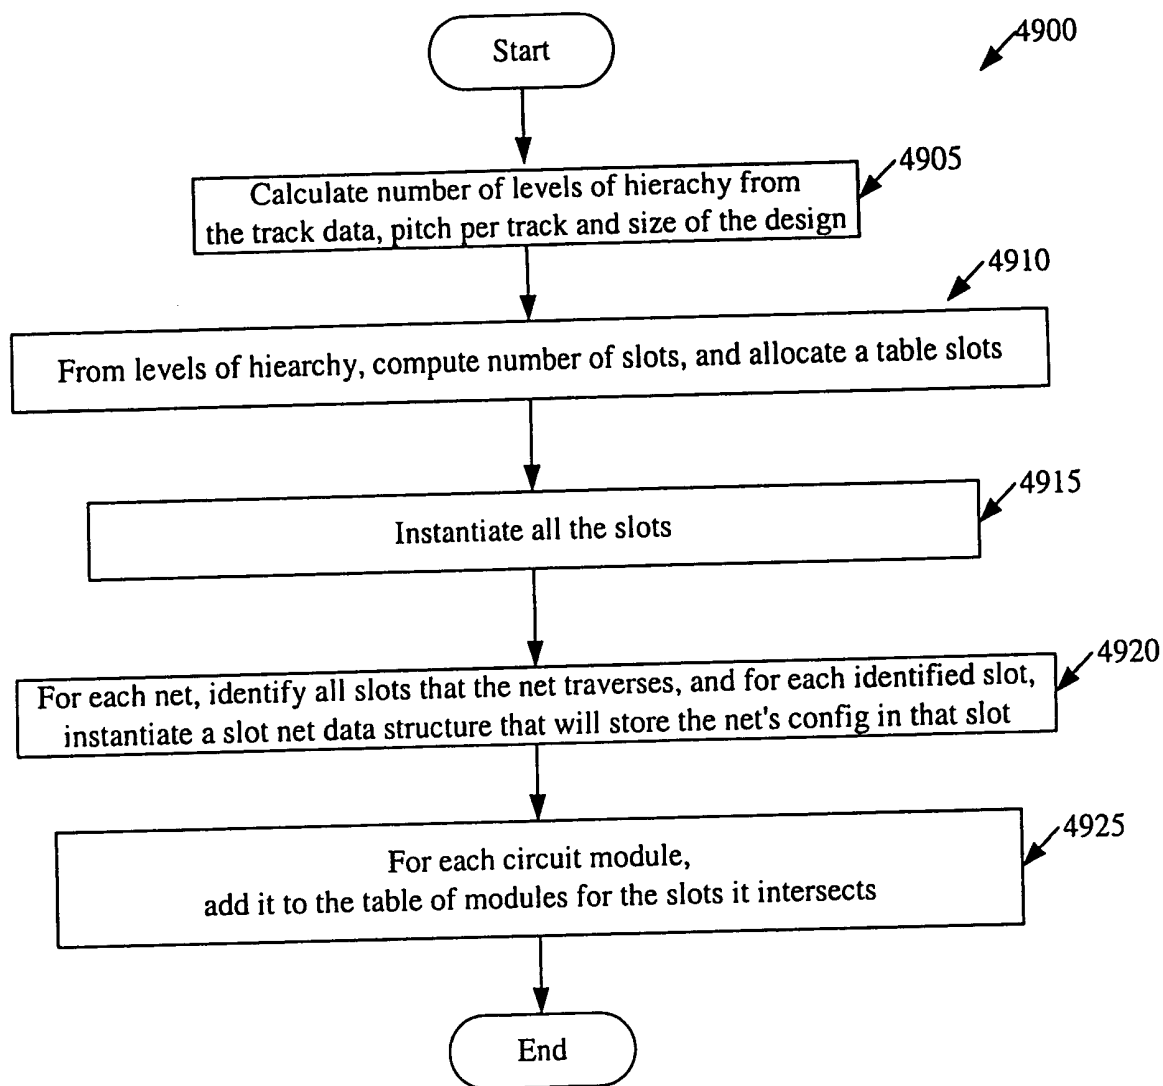 Start
4900
4905
Calculate number of levels of hierachy from
the track data, pitch per track and size of the design
4910
From levels of hiearchy, compute number of slots, and allocate a table slots
4915
Instantiate all the slots
4920
For each net, identify all slots that the net traverses, and for each identified slot,
instantiate a slot net data structure that will store the net's config in that slot
4925
For each circuit module,
add it to the table of modules for the slots it intersects
End